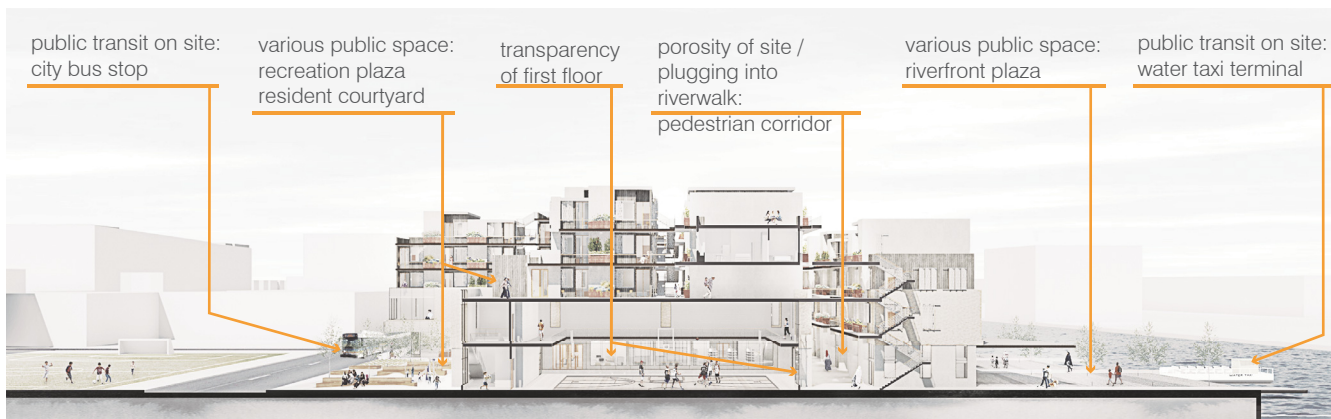 public transit on site:
city bus stop
various public space:
recreation plaza
resident courtyard
transparency
of first floor
porosity of site /
plugging into
riverwalk:
pedestrian corridor
various public space:
riverfront plaza
public transit on site:
water taxi terminal
WATER TAXI